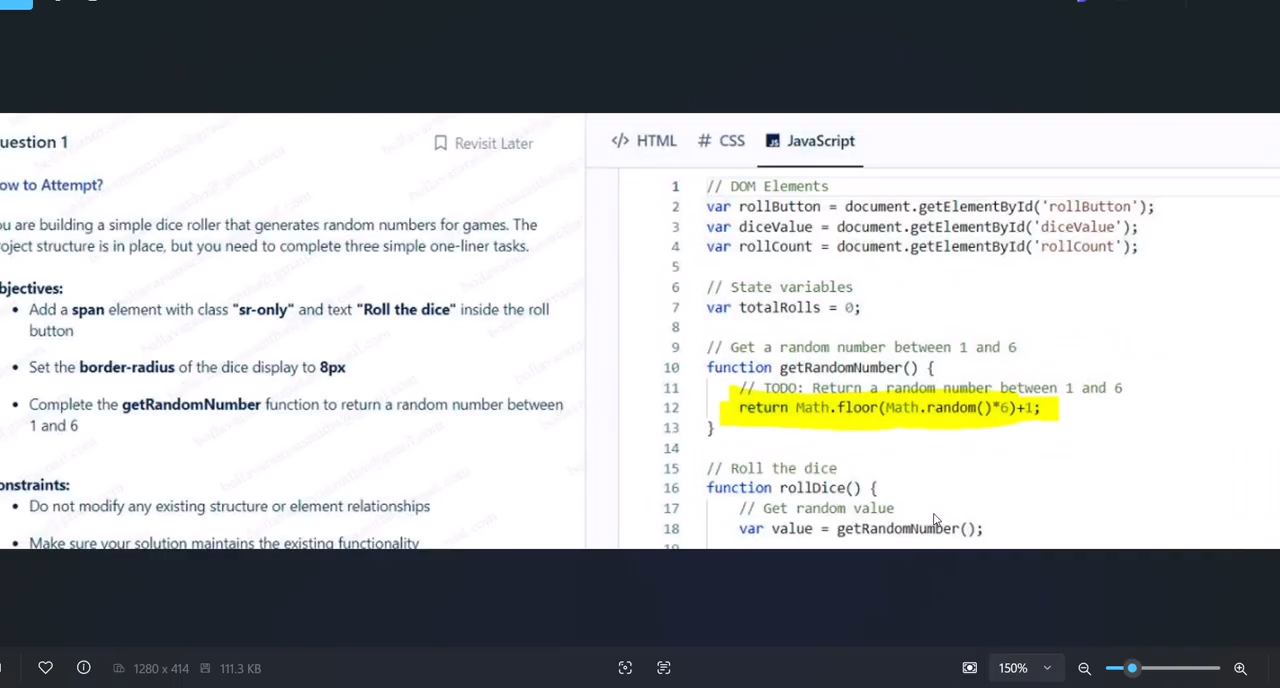 uestion 1
Revisit Later
ow to Attempt?
ou are building a simple dice roller that generates random numbers for games. The
oject structure is in place, but you need to complete three simple one-liner tasks.
bjectives:
Add a span element with class "sr-only" and text "Roll the dice" inside the roll
button
Set the border-radius of the dice display to 8px
Complete the getRandomNumber function to return a random number between
1 and 6
onstraints:
Do not modify any existing structure or element relationships
Make sure your solution maintains the existing functionality
</> HTML # CSS JavaScript
1 // DOM Elements
2 var rollButton = document.getElementById('rollButton');
3 var diceValue = document.getElementById('diceValue');
4 var rollCount = document.getElementById('rollCount');
5
6 // State variables
7 var totalRolls = 0;
8
9 // Get a random number between 1 and 6
10 function getRandomNumber() {
11 // TODO: Return a random number between 1 and 6
12 return Math.floor(Math.random()*6)+1;
13 }
14
15 // Roll the dice
16 function rollDice() {
17 // Get random value
18 var value = getRandomNumber();
1280 x 414 111.3 KB
150%